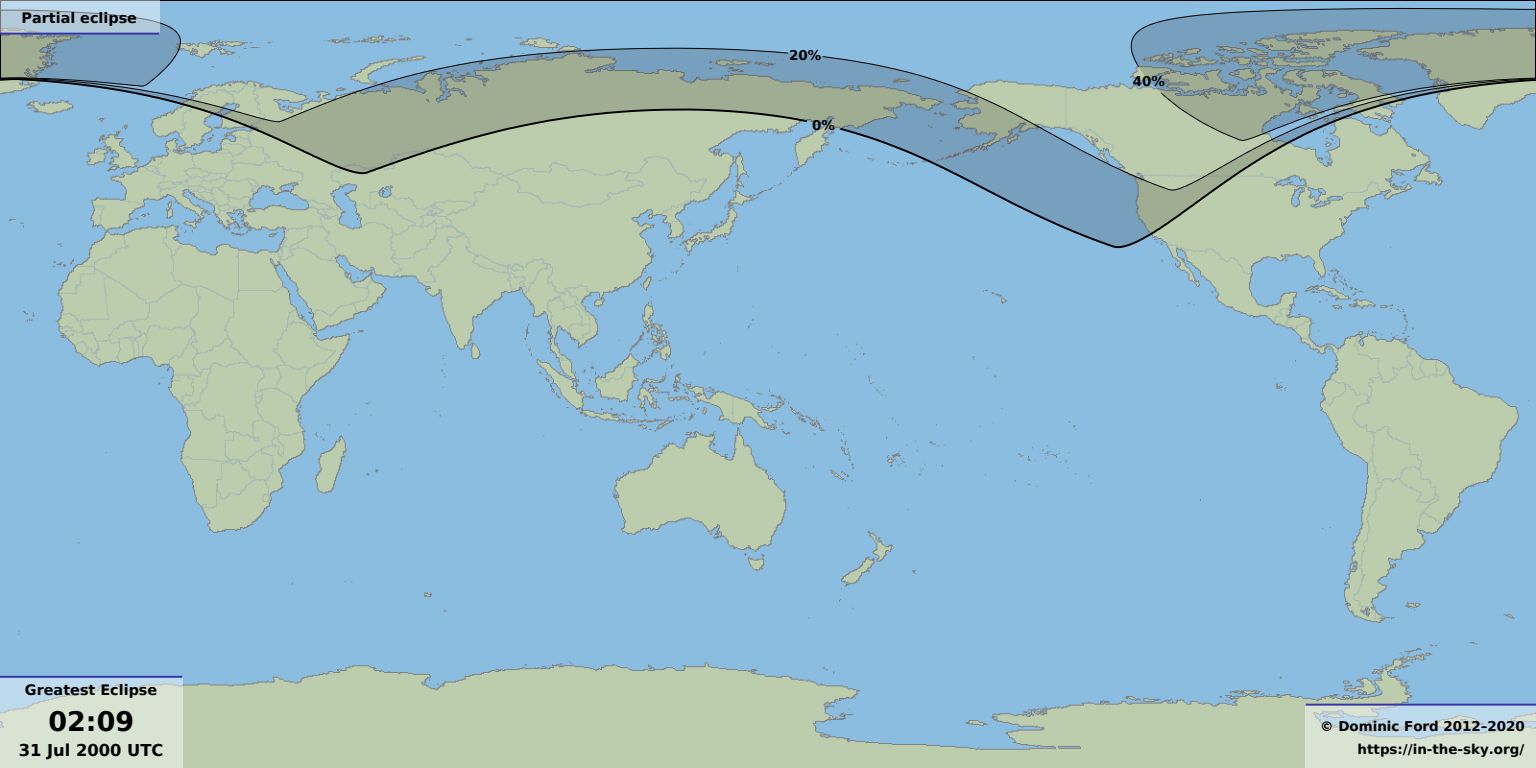 Partial eclipse
20%
40%
0%
Greatest Eclipse
02:09
31 Jul 2000 UTC
© Dominic Ford 2012–2020
https://in-the-sky.org/